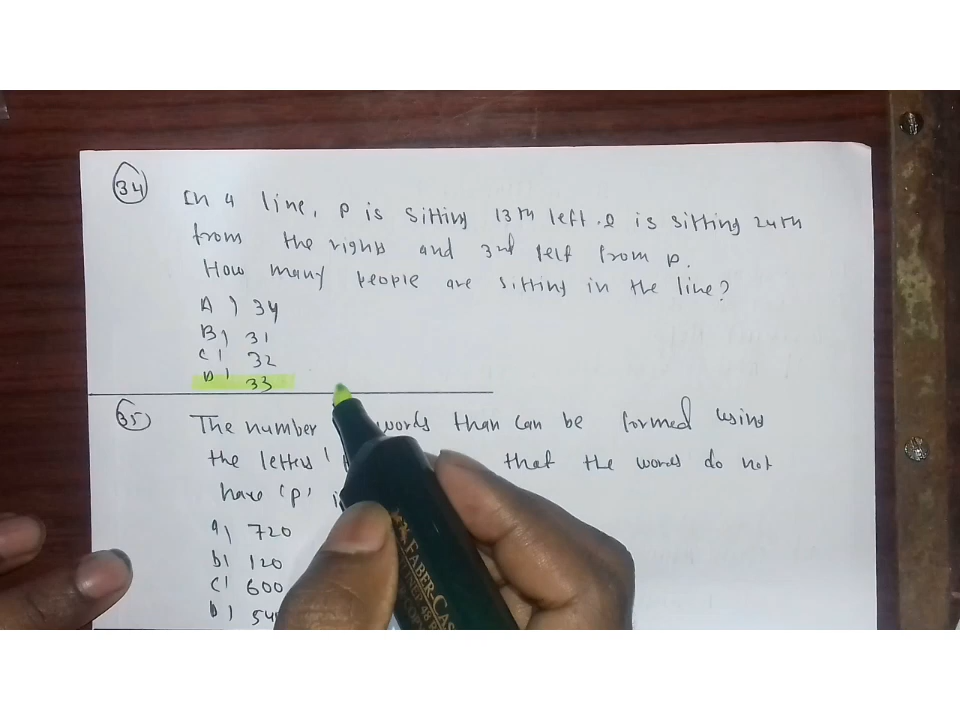 34
In a line, P is sitting 13th left. Q is sitting 24th
from the right and 3rd left from P.
How many people are sitting in the line?
A) 34
B) 31
C) 32
D) 33
35
The number words than can be formed using
the letters that the words do not
have 'P'
a) 720
b) 120
c) 600
D)
FABER-CAS
48